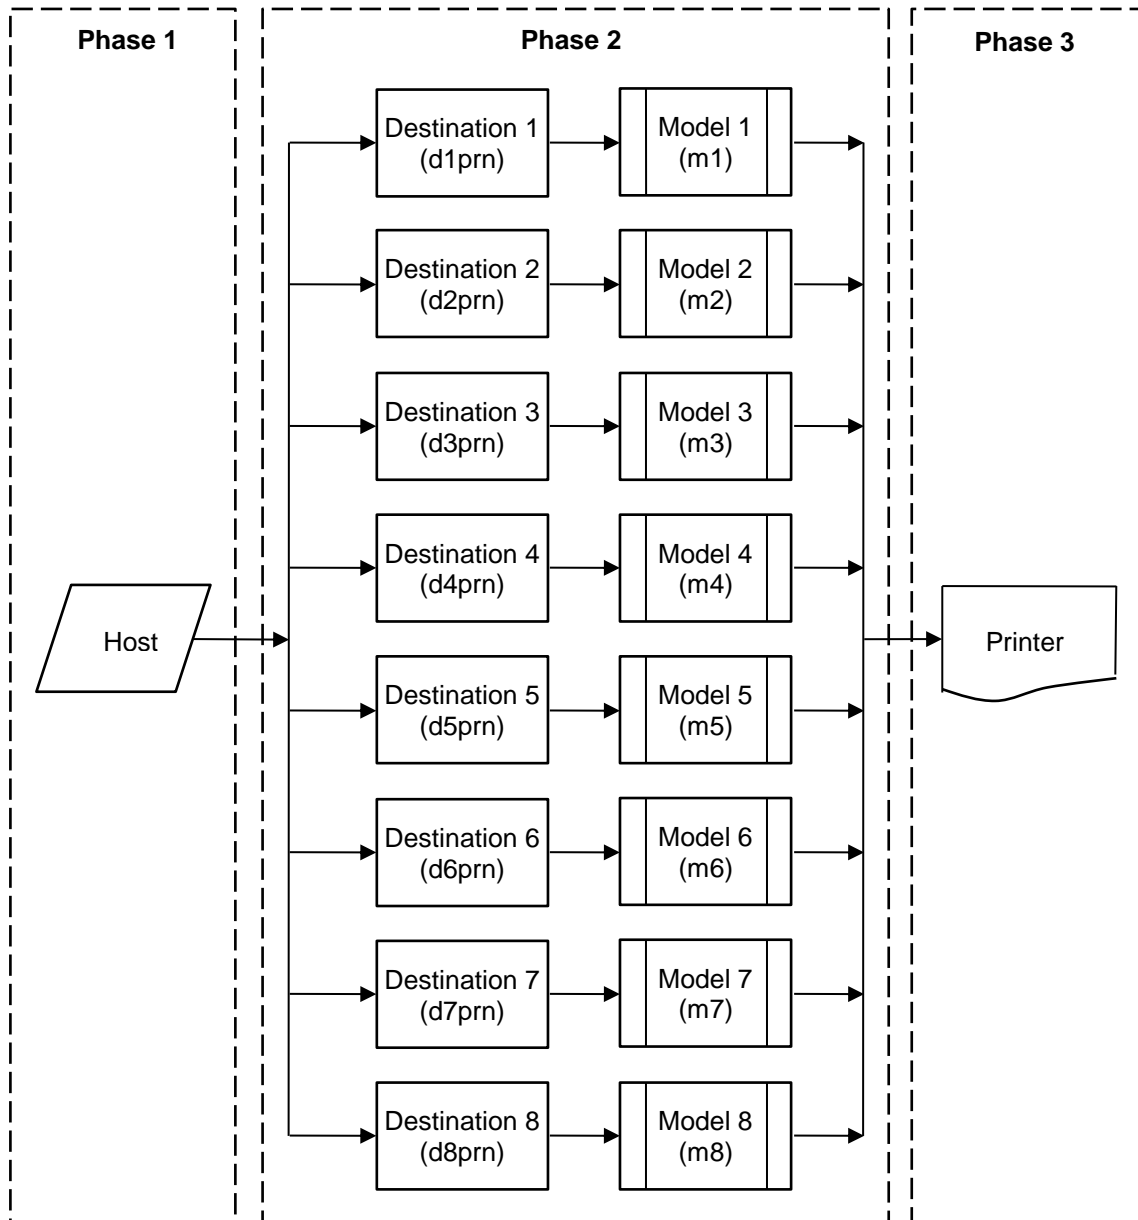 Phase 1
Phase 2
Phase 3
Destination 1
(d1prn)
Model 1
(m1)
Destination 2
(d2prn)
Model 2
(m2)
Destination 3
(d3prn)
Model 3
(m3)
Destination 4
(d4prn)
Model 4
(m4)
Host
Printer
Destination 5
(d5prn)
Model 5
(m5)
Destination 6
(d6prn)
Model 6
(m6)
Destination 7
(d7prn)
Model 7
(m7)
Destination 8
(d8prn)
Model 8
(m8)